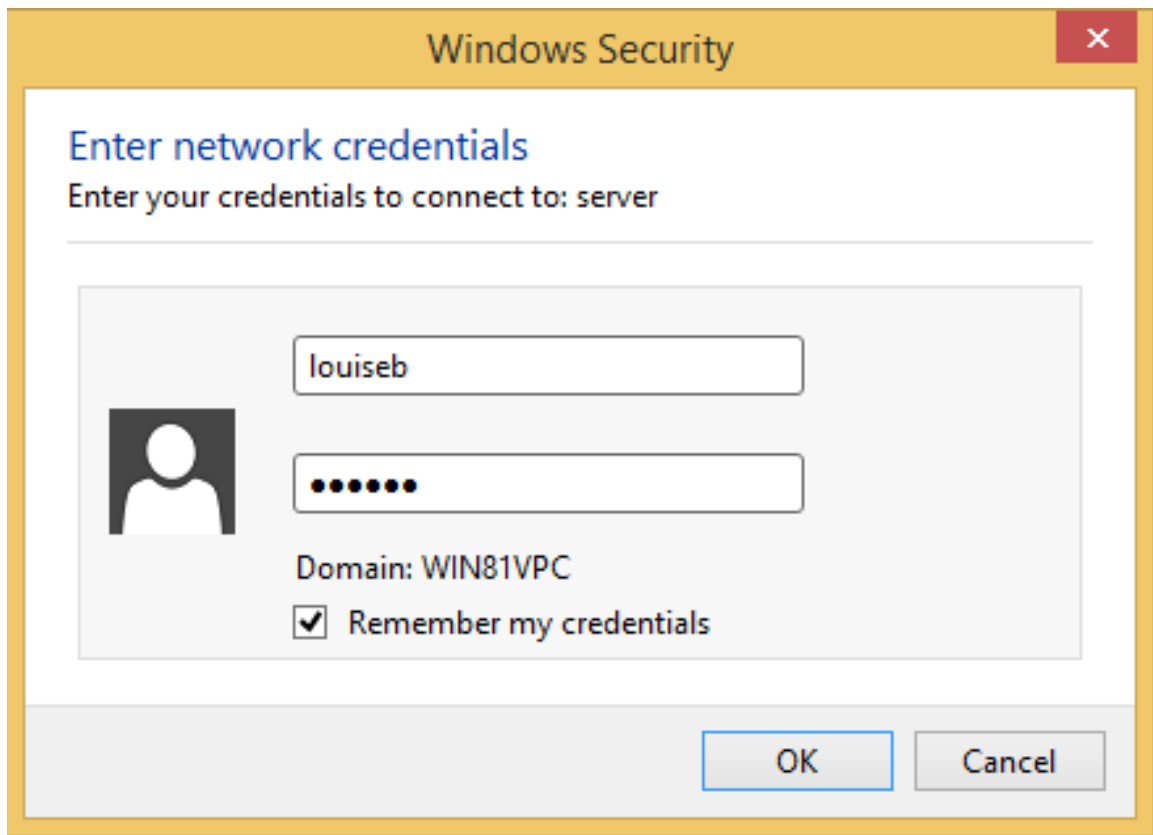 Windows Security
Enter network credentials
Enter your credentials to connect to: server
louiseb
••••••
Domain: WIN81VPC
Remember my credentials
OK
Cancel